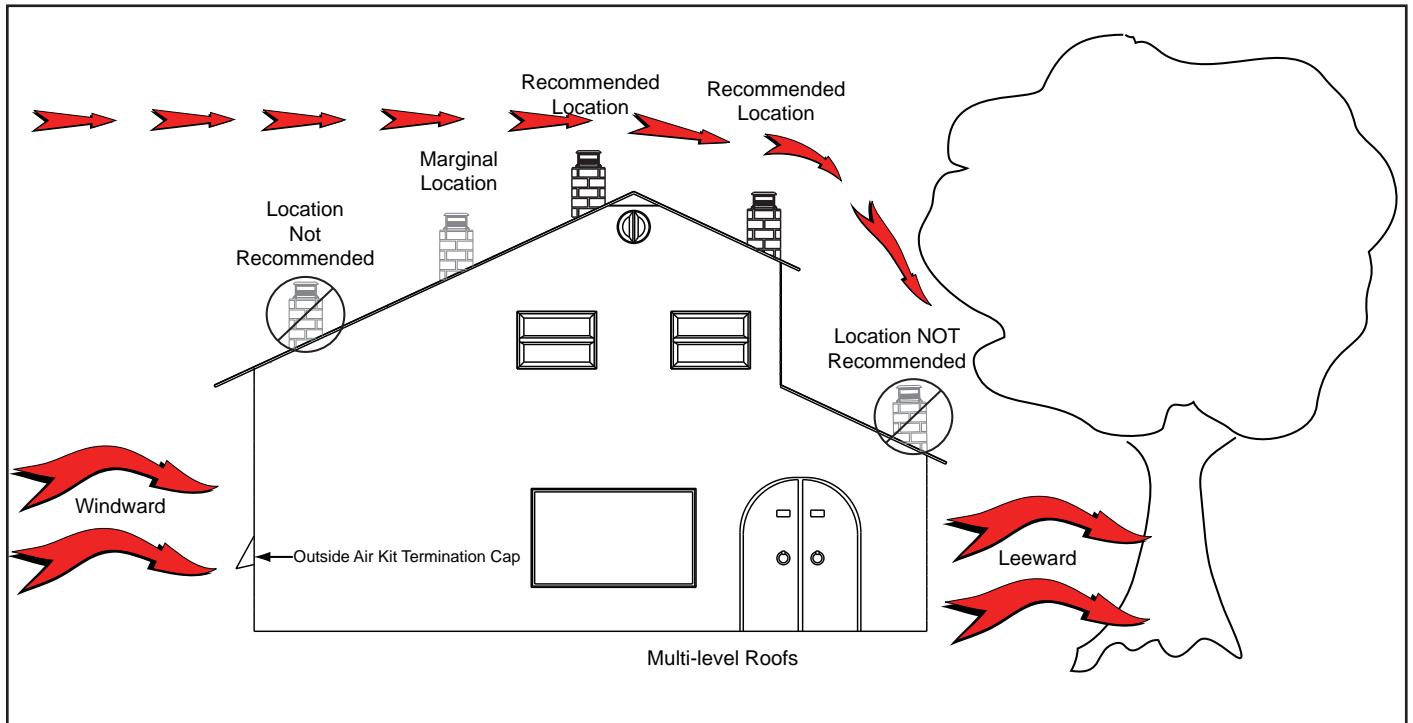 Recommended
Location
Recommended
Location
Marginal
Location
Location
Not
Recommended
Location NOT
Recommended
Windward
Outside Air Kit Termination Cap
Leeward
Multi-level Roofs